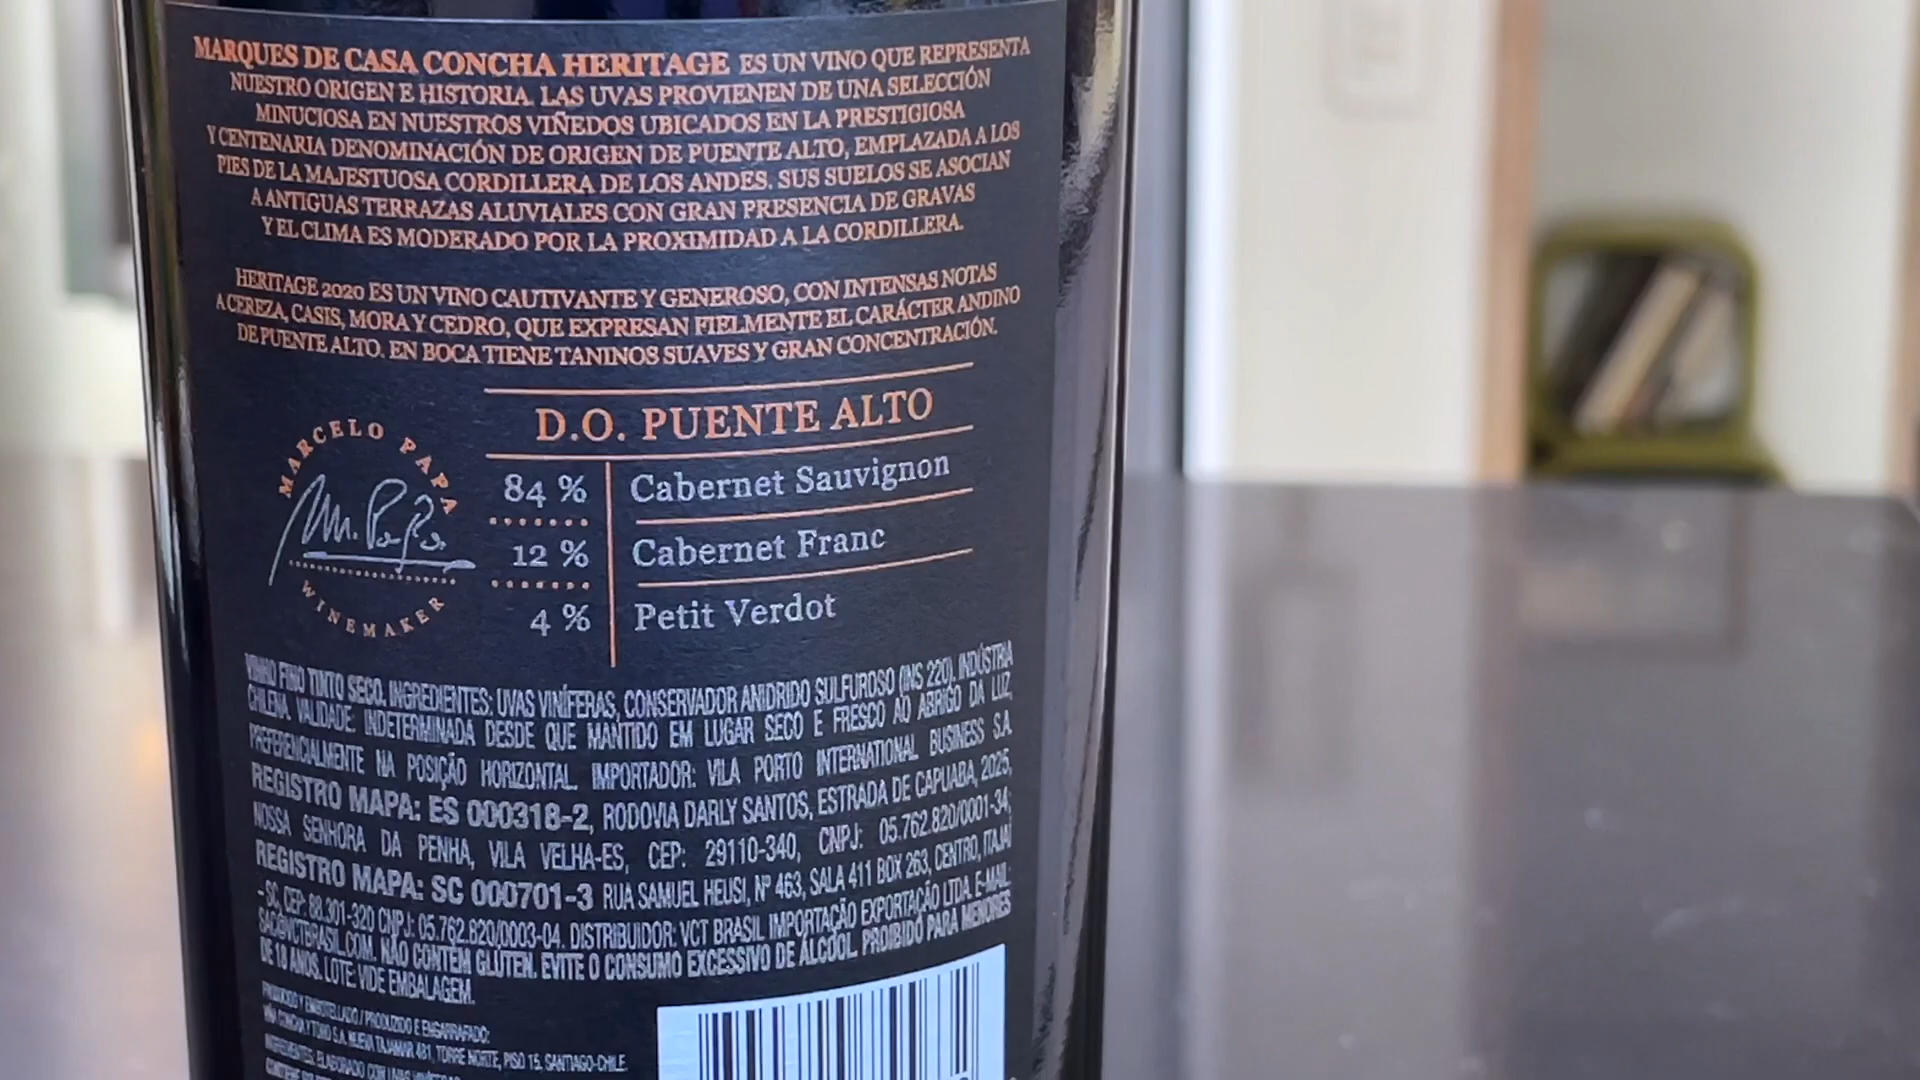 MARQUES DE CASA CONCHA HERITAGE ES UN VINO QUE REPRESENTA
NUESTRO ORIGEN E HISTORIA. LAS UVAS PROVIENEN DE UNA SELECCIÓN
MINUCIOSA EN NUESTROS VIÑEDOS UBICADOS EN LA PRESTIGIOSA
Y CENTENARIA DENOMINACIÓN DE ORIGEN DE PUENTE ALTO, EMPLAZADA A LOS
PIES DE LA MAJESTUOSA CORDILLERA DE LOS ANDES. SUS SUELOS SE ASOCIAN
A ANTIGUAS TERRAZAS ALUVIALES CON GRAN PRESENCIA DE GRAVAS
Y EL CLIMA ES MODERADO POR LA PROXIMIDAD A LA CORDILLERA.
HERITAGE 2020 ES UN VINO CAUTIVANTE Y GENEROSO, CON INTENSAS NOTAS
A CEREZA, CASIS, MORA Y CEDRO, QUE EXPRESAN FIELMENTE EL CARÁCTER ANDINO
DE PUENTE ALTO. EN BOCA TIENE TANINOS SUAVES Y GRAN CONCENTRACIÓN.
MARCELO PAPA
M. Papa
WINEMAKER
D.O. PUENTE ALTO
84 % Cabernet Sauvignon
12 % Cabernet Franc
4 % Petit Verdot
VINHO FINO TINTO SECO. INGREDIENTES: UVAS VINÍFERAS, CONSERVADOR ANIDRIDO SULFUROSO (INS 220). INDÚSTRIA
CHILENA. VALIDADE INDETERMINADA DESDE QUE MANTIDO EM LUGAR SECO E FRESCO AO ABRIGO DA LUZ,
PREFERENCIALMENTE NA POSIÇÃO HORIZONTAL. IMPORTADOR: VILA PORTO INTERNATIONAL BUSINESS S.A.
REGISTRO MAPA: ES 000318-2, RODOVIA DARLY SANTOS, ESTRADA DE CAPUABA, 2025,
NOSSA SENHORA DA PENHA, VILA VELHA-ES, CEP: 29110-340, CNPJ: 05.762.820/0001-34;
REGISTRO MAPA: SC 000701-3 RUA SAMUEL HEUSI, Nº 463, SALA 411 BOX 263, CENTRO, ITAJAÍ
- SC, CEP: 88.301-320 CNPJ: 05.762.820/0003-04. DISTRIBUIDOR: VCT BRASIL IMPORTAÇÃO EXPORTAÇÃO LTDA. E-MAIL:
SAC@VCTBRASIL.COM. NÃO CONTÉM GLÚTEN. EVITE O CONSUMO EXCESSIVO DE ÁLCOOL. PROIBIDO PARA MENORES
DE 18 ANOS. LOTE: VIDE EMBALAGEM.
PRODUCIDO Y EMBOTELLADO / PRODUZIDO E ENGARRAFADO:
VIÑA CONCHA Y TORO S.A. NUEVA TAJAMAR 481, TORRE NORTE, PISO 15, SANTIAGO-CHILE.
INGREDIENTES: ELABORADO CON UVAS